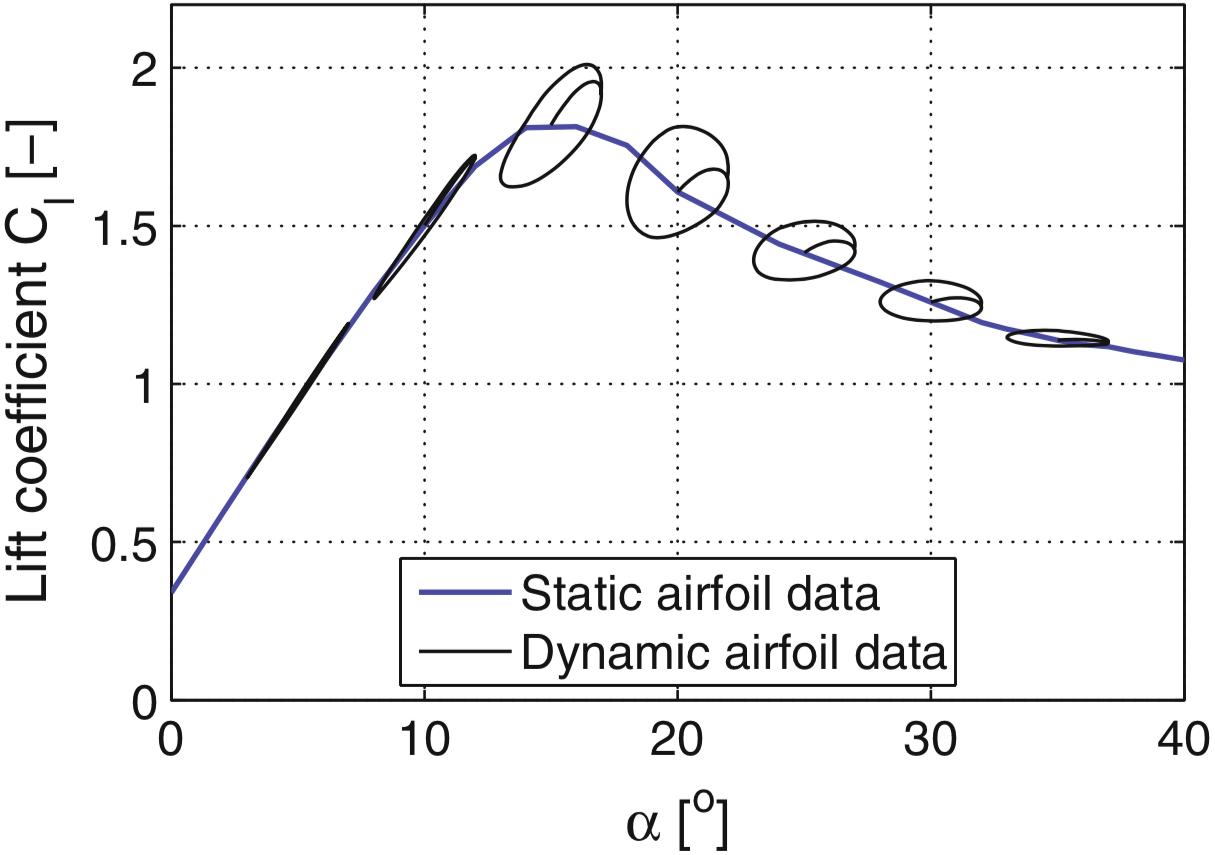 Lift coefficient C_l [−]
2
1.5
1
0.5
0
0 10 20 30 40
α [o]
Static airfoil data
Dynamic airfoil data